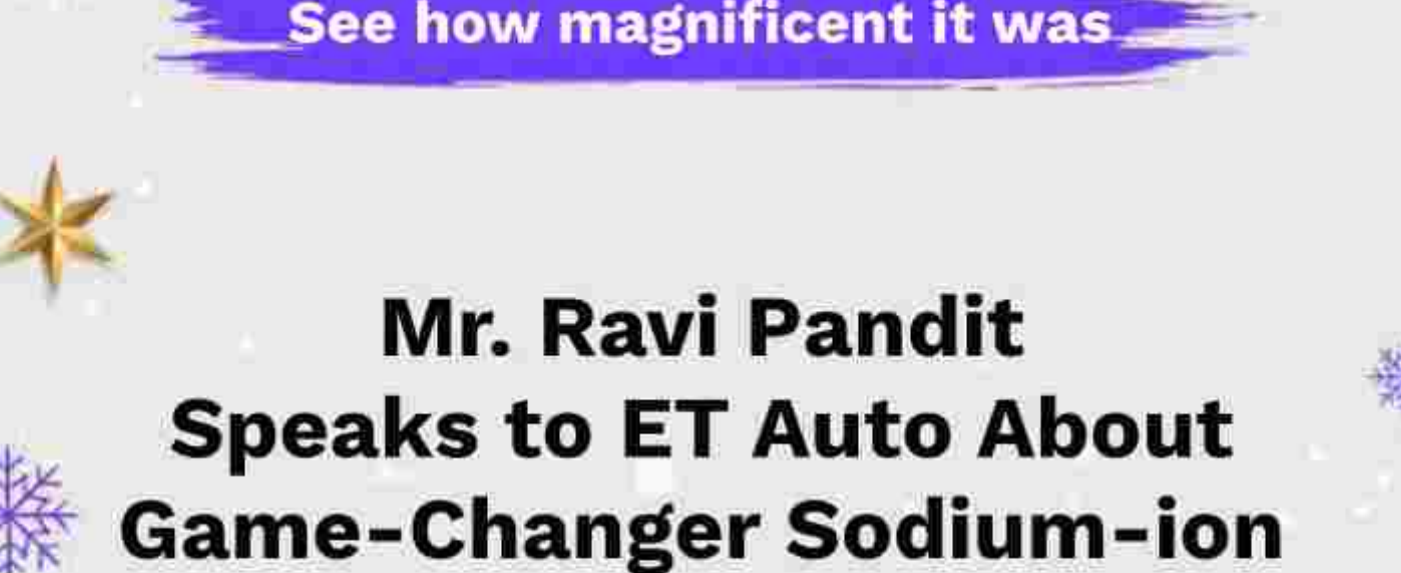 See how magnificent it was
Mr. Ravi Pandit
Speaks to ET Auto About
Game-Changer Sodium-ion